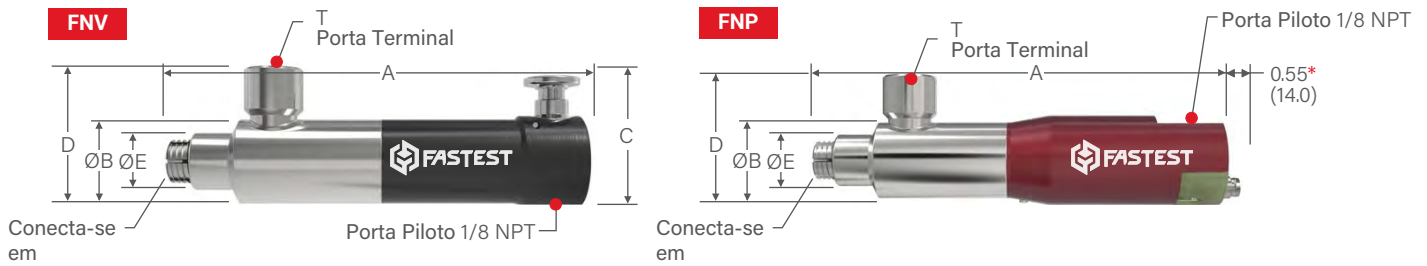 FNV
T
Porta Terminal
A
D
ØB
ØE
C
FASTEST
Conecta-se
em
Porta Piloto 1/8 NPT
FNP
Porta Piloto 1/8 NPT
T
Porta Terminal
A
0.55*
(14.0)
D
ØB
ØE
FASTEST
Conecta-se
em